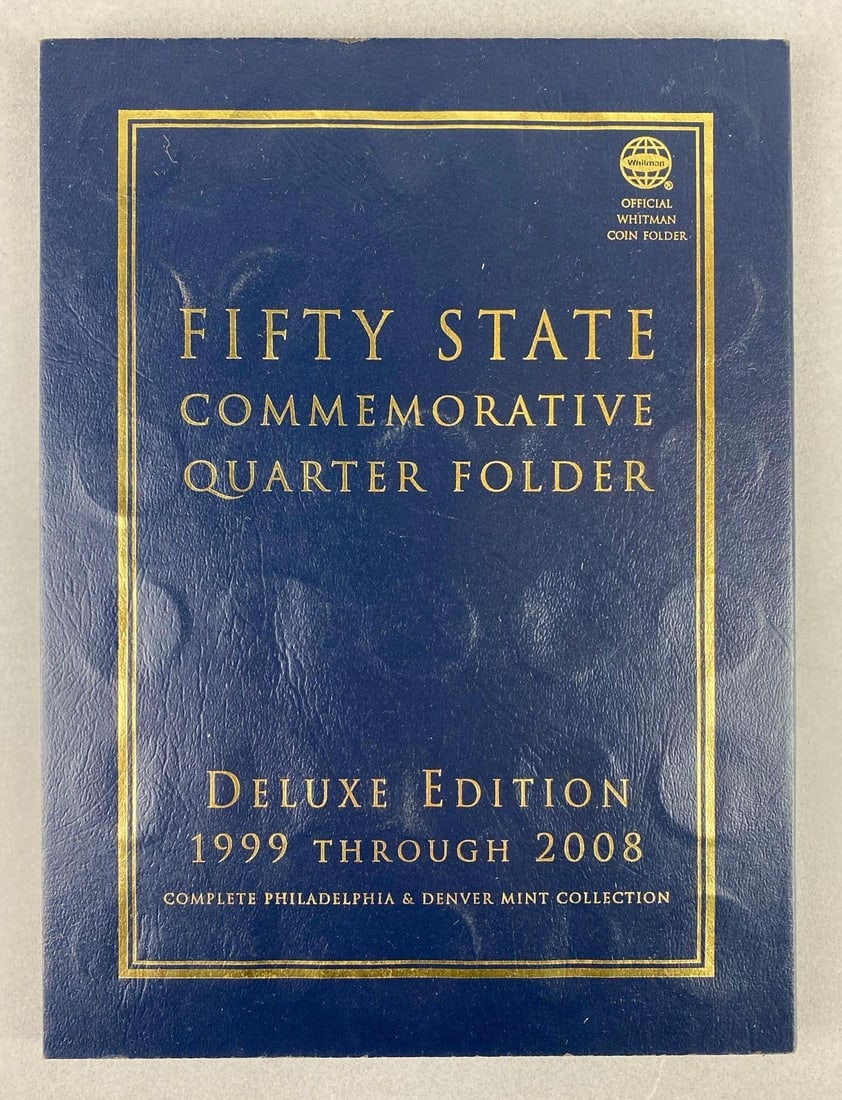 Whitman
®
OFFICIAL
WHITMAN
COIN FOLDER
FIFTY STATE
COMMEMORATIVE
QUARTER FOLDER
DELUXE EDITION
1999 THROUGH 2008
COMPLETE PHILADELPHIA & DENVER MINT COLLECTION